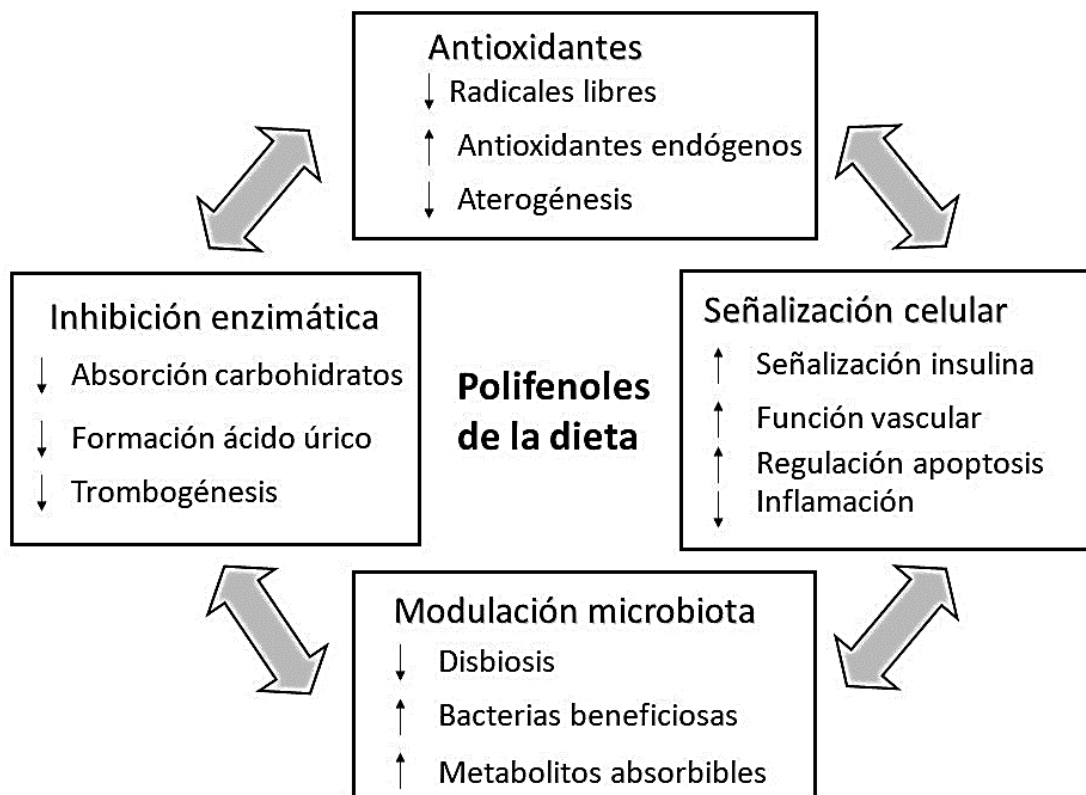 Antioxidantes
↓ Radicales libres
↑ Antioxidantes endógenos
↓ Aterogénesis
Inhibición enzimática
↓ Absorción carbohidratos
↓ Formación ácido úrico
↓ Trombogénesis
Polifenoles
de la dieta
Señalización celular
↑ Señalización insulina
↑ Función vascular
↑ Regulación apoptosis
↓ Inflamación
Modulación microbiota
↓ Disbiosis
↑ Bacterias beneficiosas
↑ Metabolitos absorbibles